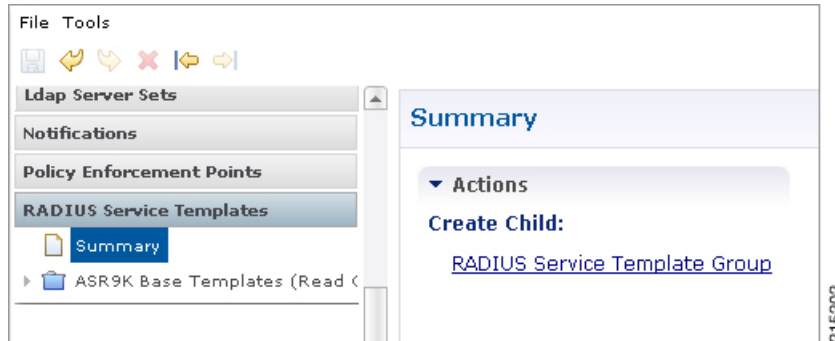 File Tools
Ldap Server Sets
Notifications
Policy Enforcement Points
RADIUS Service Templates
Summary
ASR9K Base Templates (Read
Summary
Actions
Create Child:
RADIUS Service Template Group